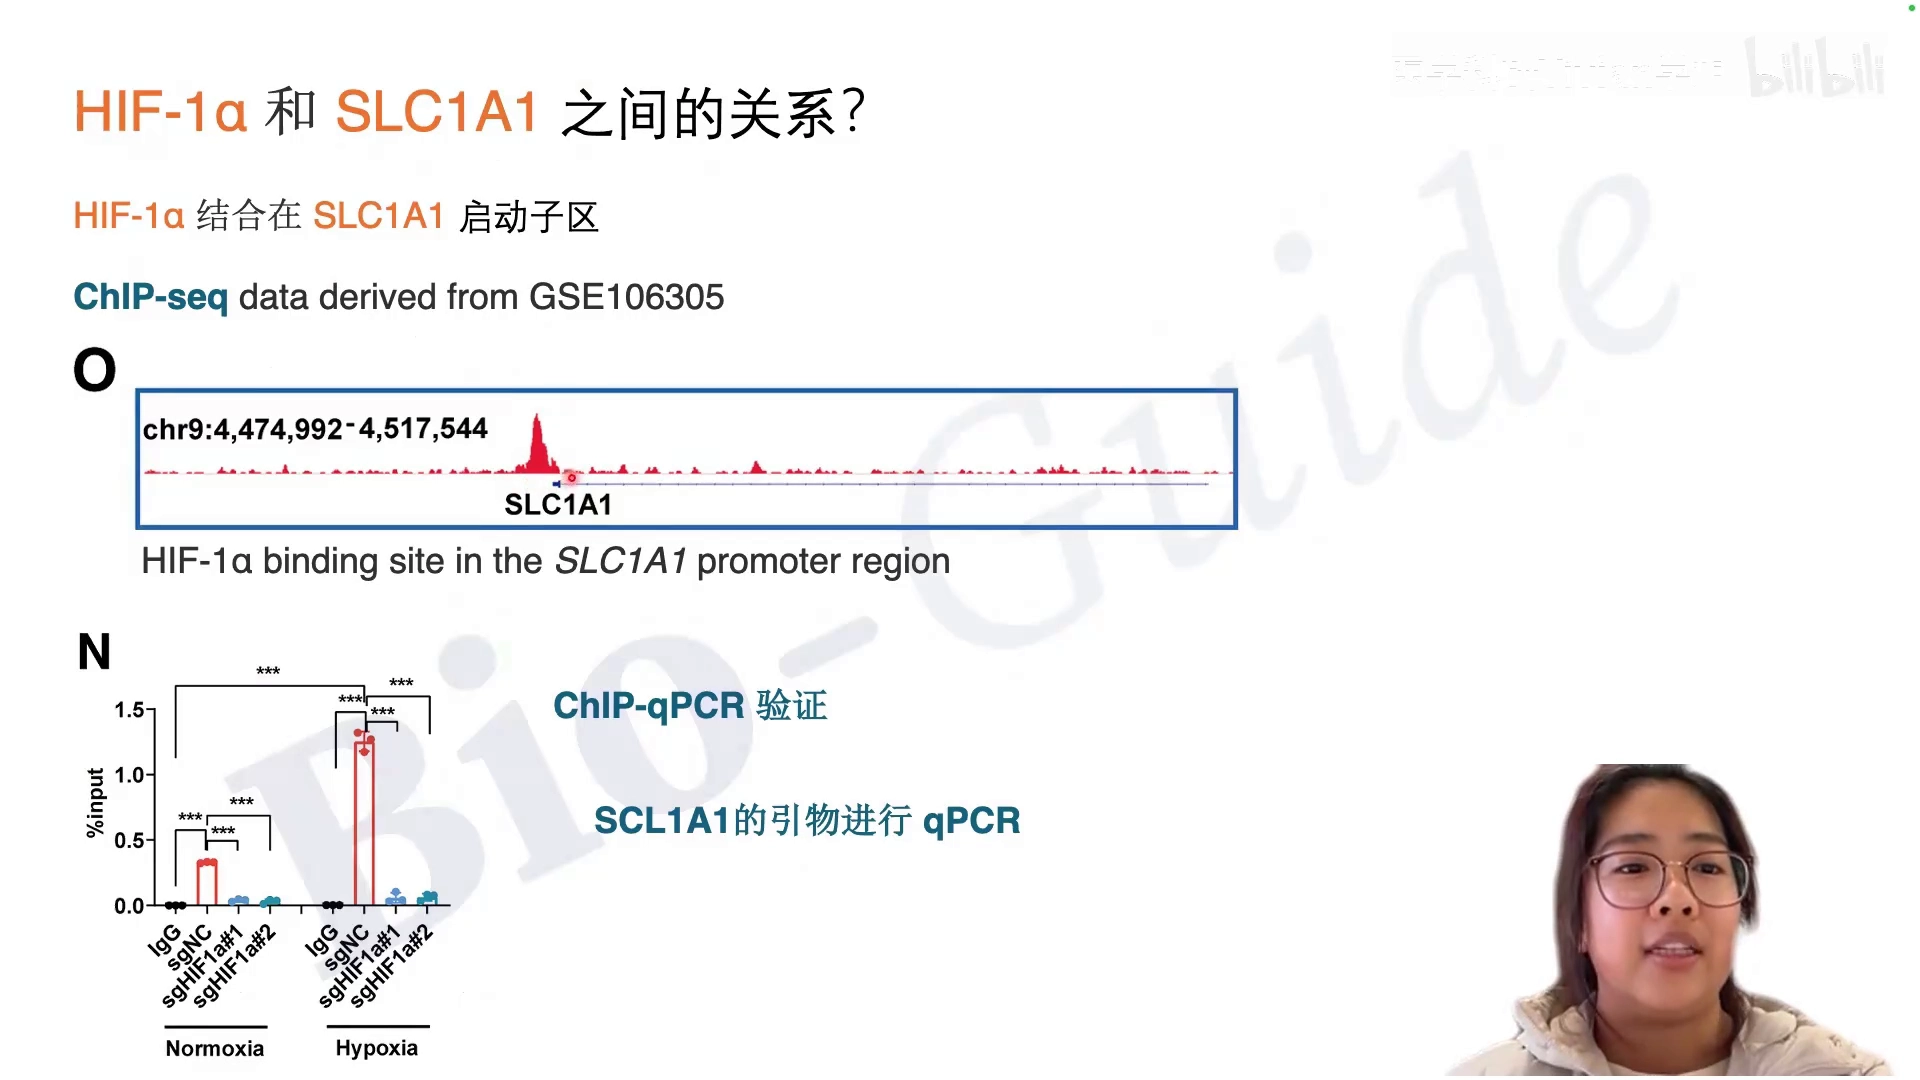 bilibili
HIF-1α 和 SLC1A1 之间的关系?
HIF-1α 结合在 SLC1A1 启动子区
ChIP-seq data derived from GSE106305
O
chr9:4,474,992-4,517,544
SLC1A1
HIF-1α binding site in the SLC1A1 promoter region
N
ChIP-qPCR 验证
SCL1A1的引物进行 qPCR
%input
1.5
1.0
0.5
0.0
***
***
***
***
***
***
***
IgG
sgNC
sgHIF1a#1
sgHIF1a#2
IgG
sgNC
sgHIF1a#1
sgHIF1a#2
Normoxia
Hypoxia
Bio-Guide